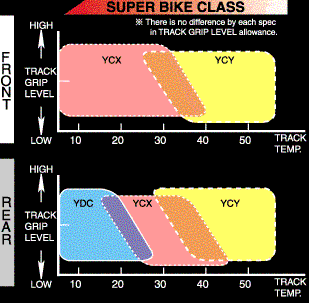 SUPER BIKE CLASS
※ There is no difference by each spec
in TRACK GRIP LEVEL allowance.
FRONT
HIGH
TRACK
GRIP
LEVEL
LOW
YCX
YCY
10 20 30 40 50 TRACK
TEMP.
REAR
HIGH
TRACK
GRIP
LEVEL
LOW
YDC YCX YCY
10 20 30 40 50 TRACK
TEMP.